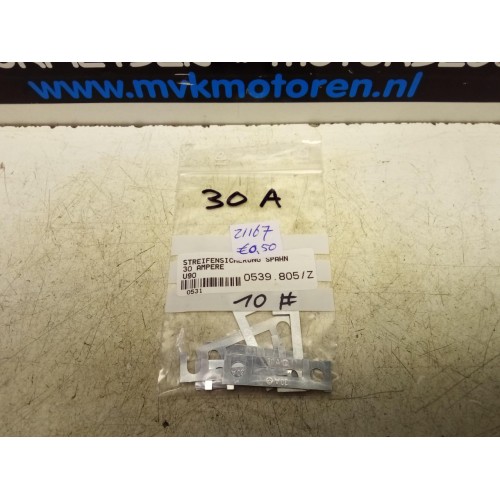 www.mvkmotoren.nl
30 A
21167
€0,50
STREIFENSICHERUNG SPAHN
30 AMPERE
U90
0539.805/Z
0531
10 #